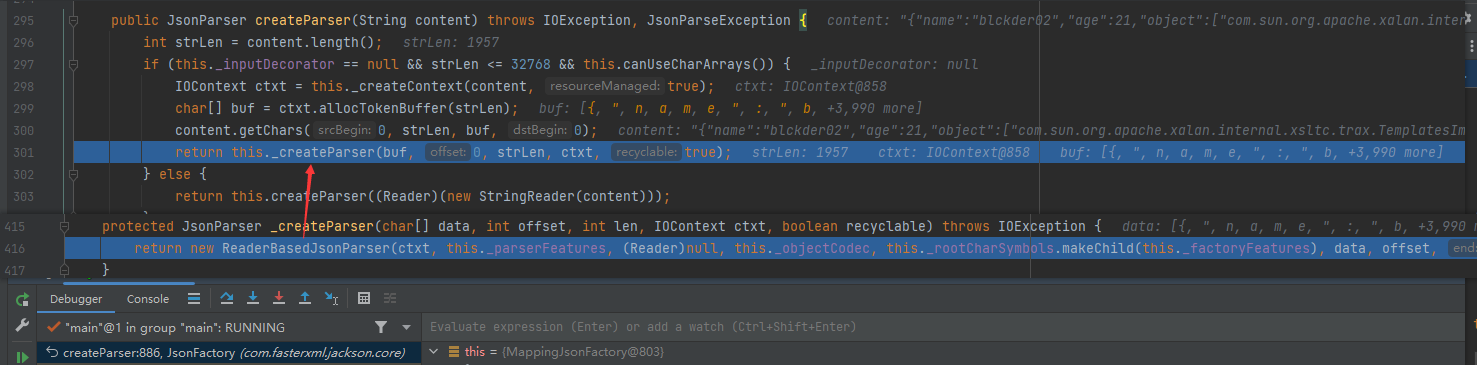 295 public JsonParser createParser(String content) throws IOException, JsonParseException { content: "{"name":"blckder02","age":21,"object":["com.sun.org.apache.xalan.inter
296 int strLen = content.length(); strLen: 1957
297 if (this._inputDecorator == null && strLen <= 32768 && this.canUseCharArrays()) { _inputDecorator: null
298 IOContext ctxt = this._createContext(content, resourceManaged: true); ctxt: IOContext@858
299 char[] buf = ctxt.allocTokenBuffer(strLen); buf: [{, ", n, a, m, e, ", :, ", b, +3,990 more]
300 content.getChars( srcBegin: 0, strLen, buf, dstBegin: 0); content: "{"name":"blckder02","age":21,"object":["com.sun.org.apache.xalan.internal.xsltc.trax.TemplatesIm
301 return this._createParser(buf, offset: 0, strLen, ctxt, recyclable: true); strLen: 1957 ctxt: IOContext@858 buf: [{, ", n, a, m, e, ", :, ", b, +3,990 more]
302 } else {
303 return this.createParser((Reader)(new StringReader(content)));
415 protected JsonParser _createParser(char[] data, int offset, int len, IOContext ctxt, boolean recyclable) throws IOException { data: [{, ", n, a, m, e, ", :, ", b, +3,990 m
416 return new ReaderBasedJsonParser(ctxt, this._parserFeatures, (Reader)null, this._objectCodec, this._rootCharSymbols.makeChild(this._factoryFeatures), data, offset, end:
417 }
Debugger Console
"main"@1 in group "main": RUNNING Evaluate expression (Enter) or add a watch (Ctrl+Shift+Enter)
createParser:886, JsonFactory (com.fasterxml.jackson.core) this = {MappingJsonFactory@803}